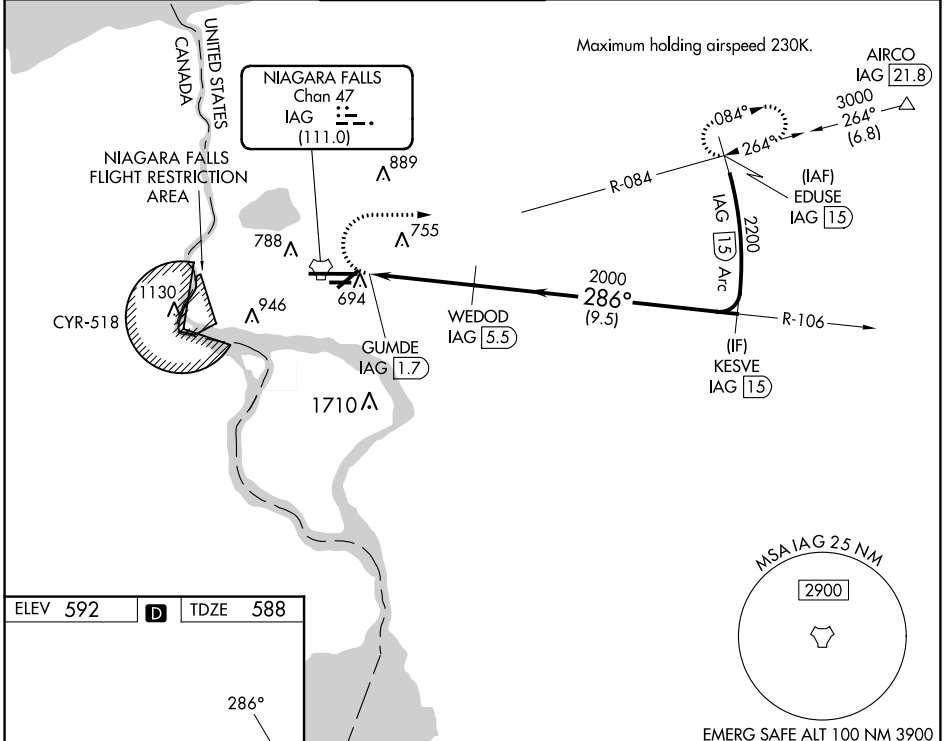 UNITED STATES
CANADA
Maximum holding airspeed 230K.
AIRCO
IAG 21.8
NIAGARA FALLS
Chan 47
IAG
(111.0)
3000
264°
(6.8)
084°
264°
NIAGARA FALLS
FLIGHT RESTRICTION
AREA
889
R-084
(IAF)
EDUSE
IAG 15
IAG 15 Arc
2200
788
755
1130
694
946
2000
286°
(9.5)
CYR-518
WEDOD
IAG 5.5
R-106
GUMDE
IAG 1.7
(IF)
KESVE
IAG 15
1710
MSA IAG 25 NM
2900
ELEV 592
D
TDZE 588
286°
EMERG SAFE ALT 100 NM 3900